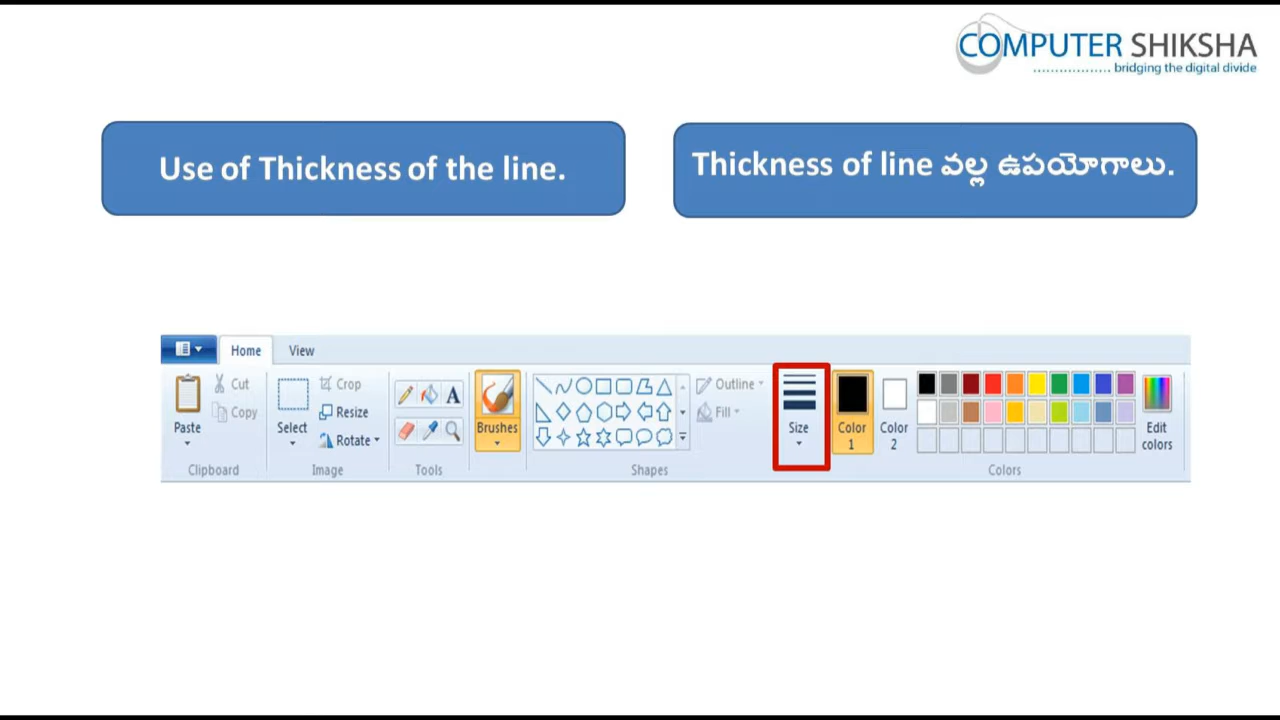 COMPUTER SHIKSHA
bridging the digital divide
Use of Thickness of the line.
Thickness of line వల్ల ఉపయోగాలు.
Home View
Paste
Cut
Copy
Clipboard
Select
Crop
Resize
Rotate
Image
A
Tools
Brushes
Shapes
Outline
Fill
Size
Color
1
Color
2
Edit
colors
Colors